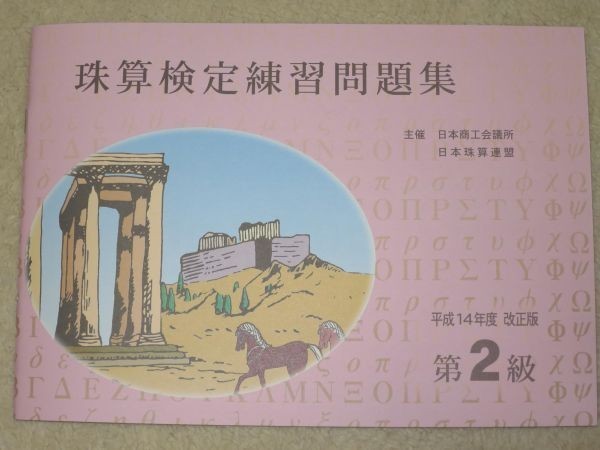 珠算検定練習問題集
主催 日本商工会議所
日本珠算連盟
平成14年度 改正版
第2級